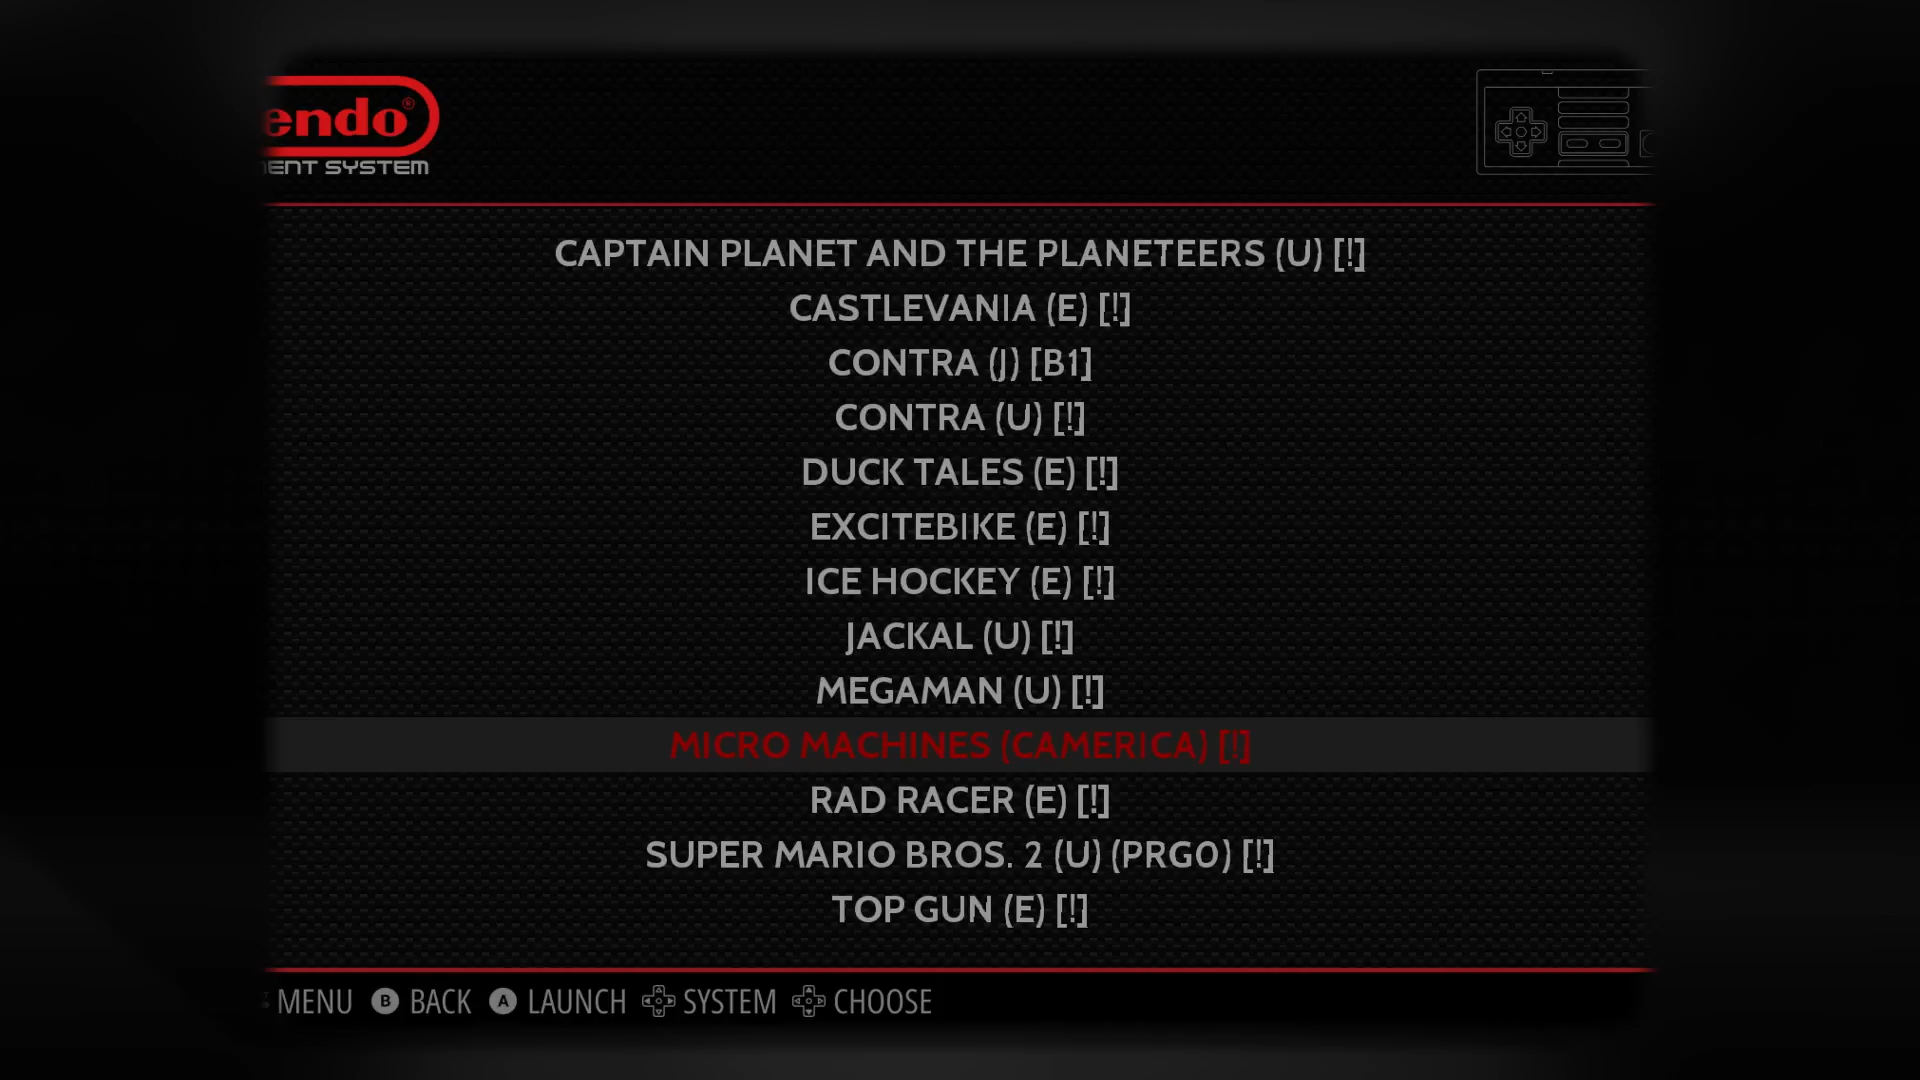 endo®
ENT SYSTEM
CAPTAIN PLANET AND THE PLANETEERS (U) [!]
CASTLEVANIA (E) [!]
CONTRA (J) [B1]
CONTRA (U) [!]
DUCK TALES (E) [!]
EXCITEBIKE (E) [!]
ICE HOCKEY (E) [!]
JACKAL (U) [!]
MEGAMAN (U) [!]
MICRO MACHINES (CAMERICA) [!]
RAD RACER (E) [!]
SUPER MARIO BROS. 2 (U) (PRG0) [!]
TOP GUN (E) [!]
MENU B BACK A LAUNCH SYSTEM CHOOSE